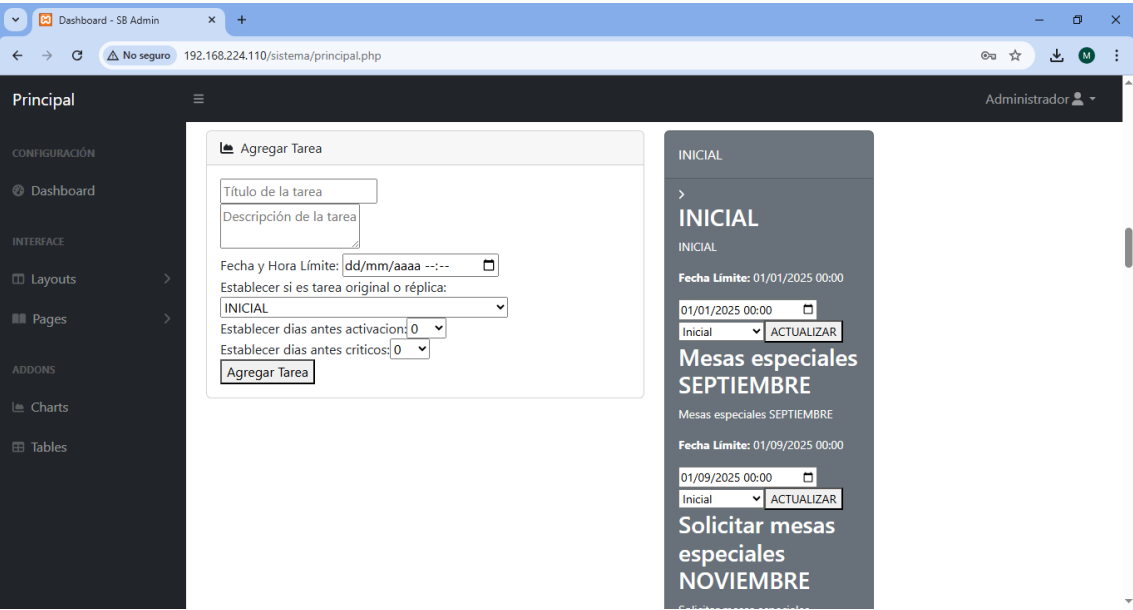 Dashboard - SB Admin
No seguro
192.168.224.110/sistema/principal.php
M
Principal
Administrador
CONFIGURACIÓN
Dashboard
INTERFACE
Layouts
Pages
ADDONS
Charts
Tables
Agregar Tarea
Título de la tarea
Descripción de la tarea
Fecha y Hora Límite: dd/mm/aaaa --:--
Establecer si es tarea original o réplica:
INICIAL
Establecer dias antes activacion: 0
Establecer dias antes criticos: 0
Agregar Tarea
INICIAL
INICIAL
INICIAL
Fecha Límite: 01/01/2025 00:00
01/01/2025 00:00
Inicial ACTUALIZAR
Mesas especiales
SEPTIEMBRE
Mesas especiales SEPTIEMBRE
Fecha Límite: 01/09/2025 00:00
01/09/2025 00:00
Inicial ACTUALIZAR
Solicitar mesas
especiales
NOVIEMBRE
Solicitar mesas especiales